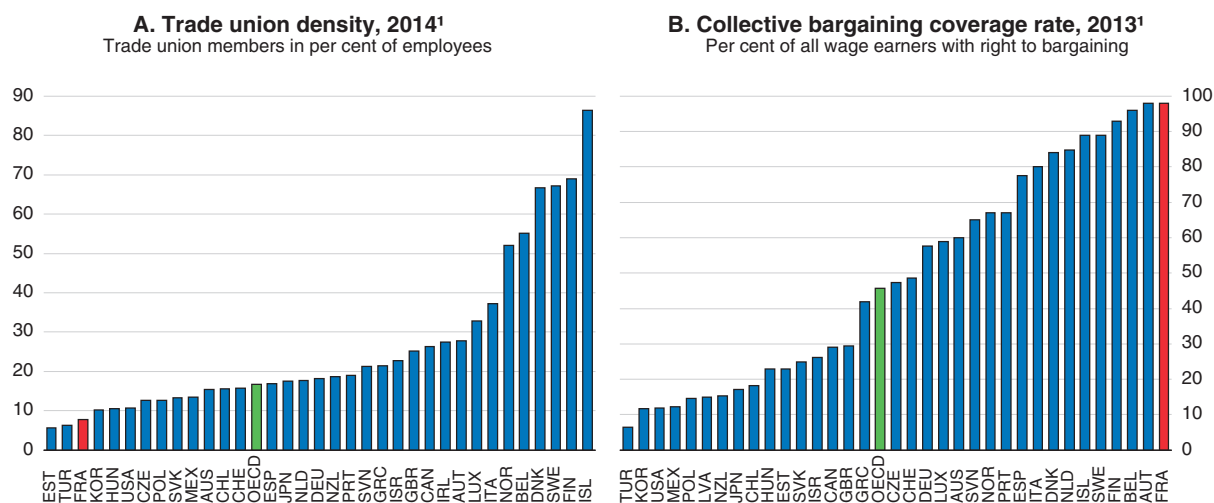 A. Trade union density, 2014¹
Trade union members in per cent of employees
90
80
70
60
50
40
30
20
10
0
EST
TUR
FRA
KOR
HUN
USA
CZE
POL
SVK
MEX
AUS
CHL
CHE
OECD
ESP
JPN
NLD
DEU
NZL
PRT
SVN
GRC
ISR
GBR
CAN
IRL
AUT
LUX
ITA
NOR
BEL
DNK
SWE
FIN
ISL
B. Collective bargaining coverage rate, 2013¹
Per cent of all wage earners with right to bargaining
100
90
80
70
60
50
40
30
20
10
0
TUR
KOR
USA
MEX
POL
LVA
NZL
JPN
CHL
HUN
EST
SVK
ISR
CAN
GBR
GRC
OECD
CZE
CHE
DEU
LUX
AUS
SVN
NOR
PRT
ESP
ITA
DNK
NLD
ISL
SWE
FIN
BEL
AUT
FRA